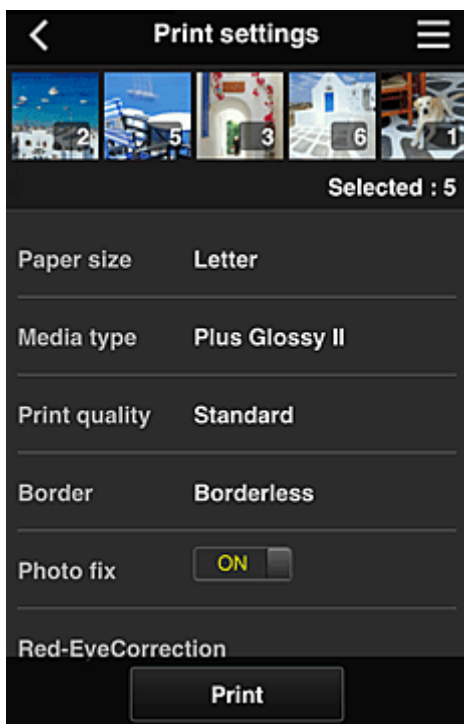 Print settings
2 5 3 6 1
Selected : 5
Paper size Letter
Media type Plus Glossy II
Print quality Standard
Border Borderless
Photo fix ON
Red-EyeCorrection
Print